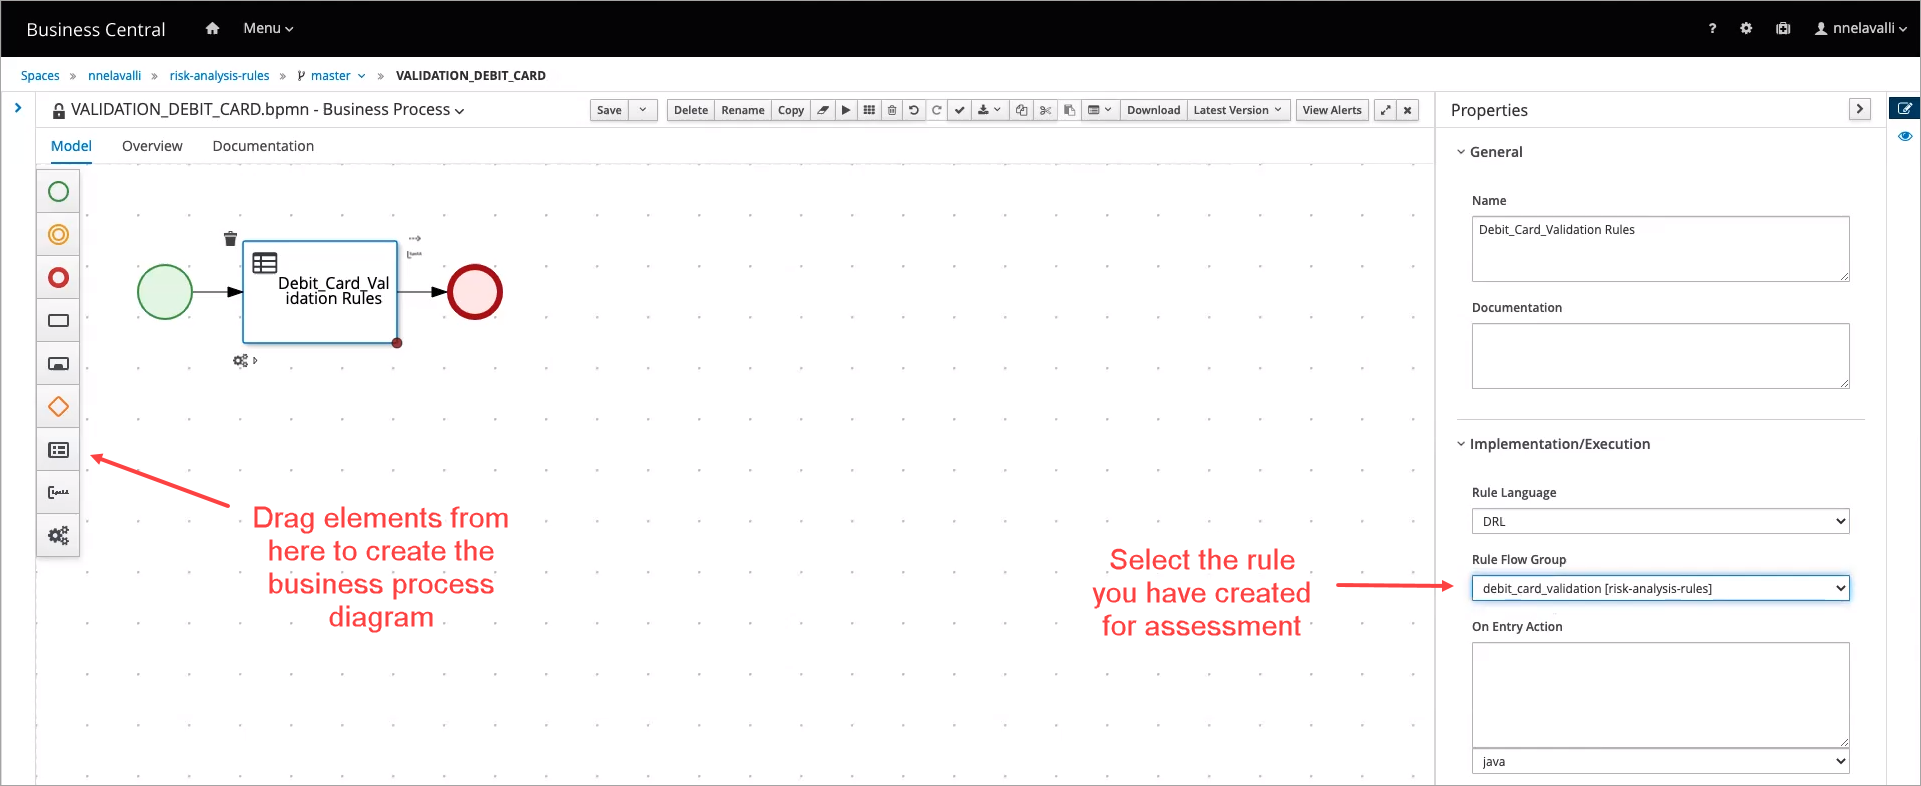 Business Central Menu ? nnelavalli
Spaces » nnelavalli » risk-analysis-rules » master » VALIDATION_DEBIT_CARD
VALIDATION_DEBIT_CARD.bpmn - Business Process
Save Delete Rename Copy Download Latest Version View Alerts
Properties
Model Overview Documentation
General
Name
Debit_Card_Validation Rules
Documentation
Debit_Card_Val
idation Rules
Implementation/Execution
Rule Language
DRL
Rule Flow Group
debit_card_validation [risk-analysis-rules]
On Entry Action
java
Drag elements from
here to create the
business process
diagram
Select the rule
you have created
for assessment